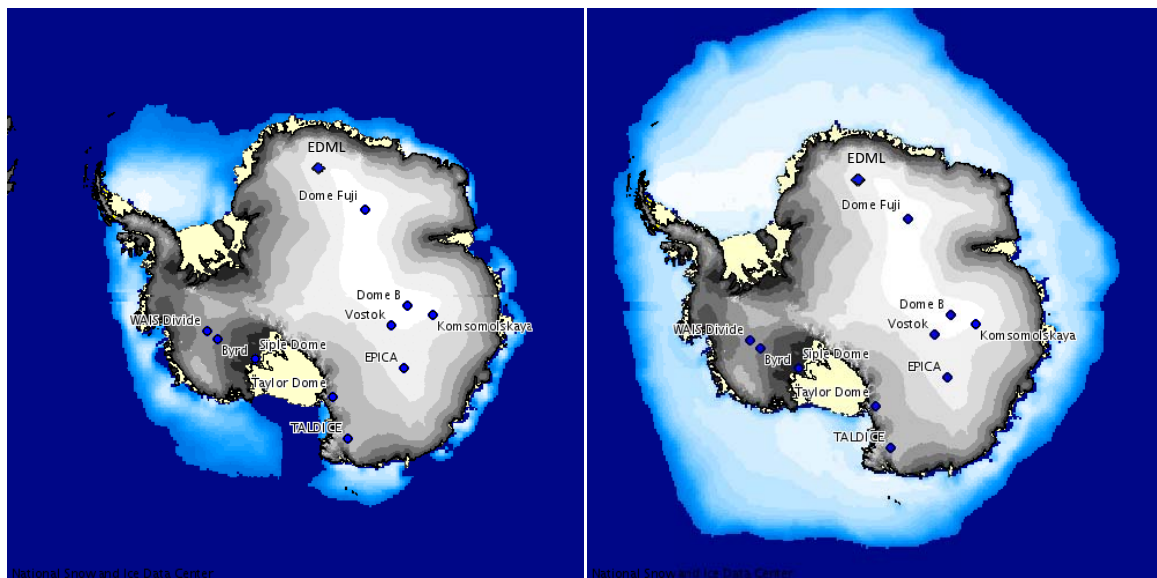 EDML
Dome Fuji
Dome B
Vostok
Komsomolskaya
WAIS Divide
Siple Dome
Byrd
EPICA
Taylor Dome
TALDICE
National Snow and Ice Data Center
EDML
Dome Fuji
Dome B
Vostok
Komsomolskaya
WAIS Divide
Siple Dome
Byrd
EPICA
Taylor Dome
TALDICE
National Snow and Ice Data Center